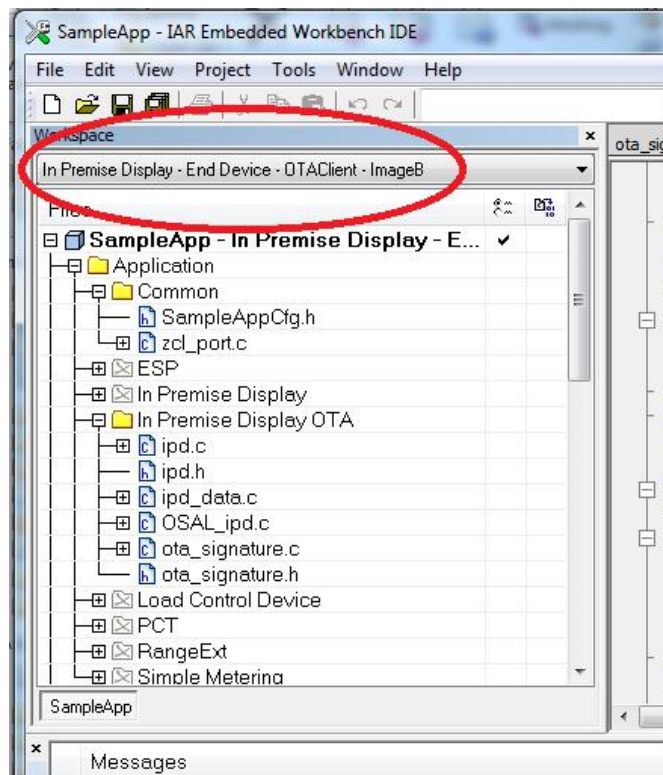 SampleApp - IAR Embedded Workbench IDE
File Edit View Project Tools Window Help
Workspace
ota_sig
In Premise Display - End Device - OTAClient - ImageB
Files
SampleApp - In Premise Display - E...
Application
Common
SampleAppCfg.h
zcl_port.c
ESP
In Premise Display
In Premise Display OTA
ipd.c
ipd.h
ipd_data.c
OSAL_ipd.c
ota_signature.c
ota_signature.h
Load Control Device
PCT
RangeExt
Simple Metering
SampleApp
Messages